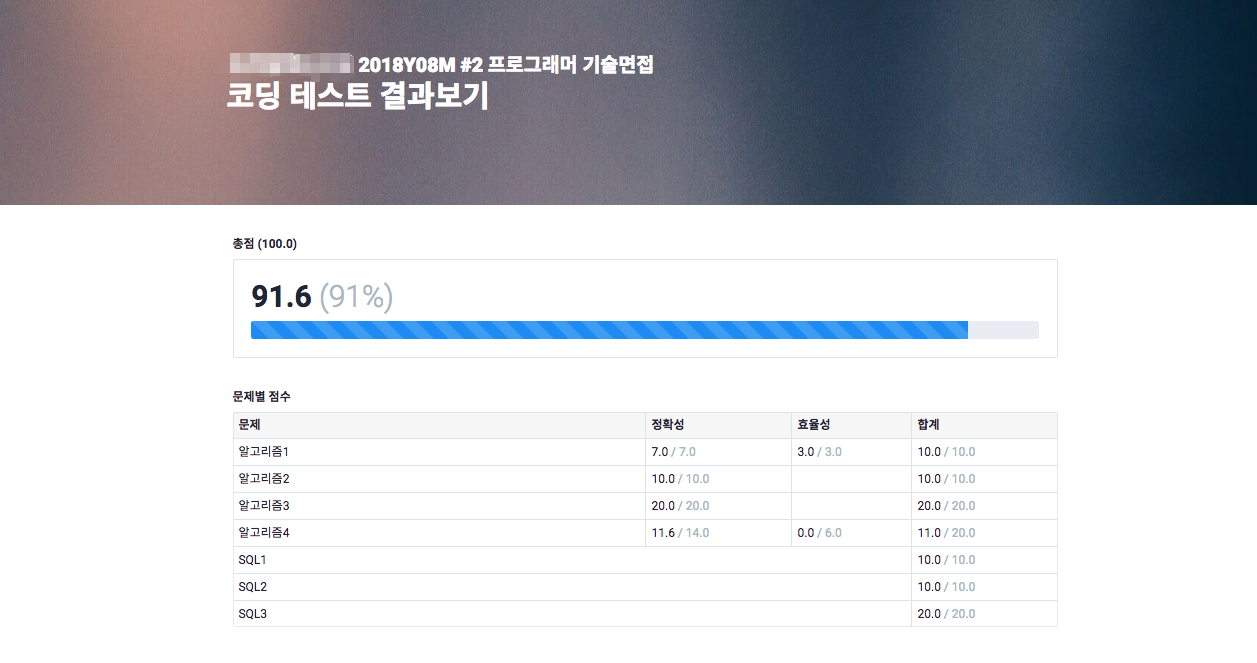 2018Y08M #2 프로그래머 기술면접
코딩 테스트 결과보기
총점 (100.0)
91.6 (91%)
문제별 점수
문제 정확성 효율성 합계
알고리즘1 7.0 / 7.0 3.0 / 3.0 10.0 / 10.0
알고리즘2 10.0 / 10.0 10.0 / 10.0
알고리즘3 20.0 / 20.0 20.0 / 20.0
알고리즘4 11.6 / 14.0 0.0 / 6.0 11.0 / 20.0
SQL1 10.0 / 10.0
SQL2 10.0 / 10.0
SQL3 20.0 / 20.0